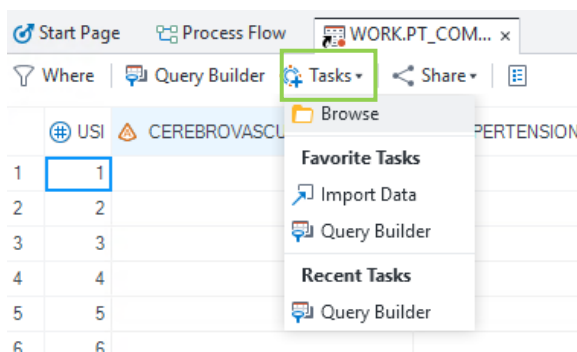 Start Page Process Flow WORK.PT_COM... x
Where Query Builder Tasks Share
Browse
USI CEREBROVASCU PERTENSION
Favorite Tasks
1 1
Import Data
2 2
Query Builder
3 3
Recent Tasks
4 4
Query Builder
5 5
6 6